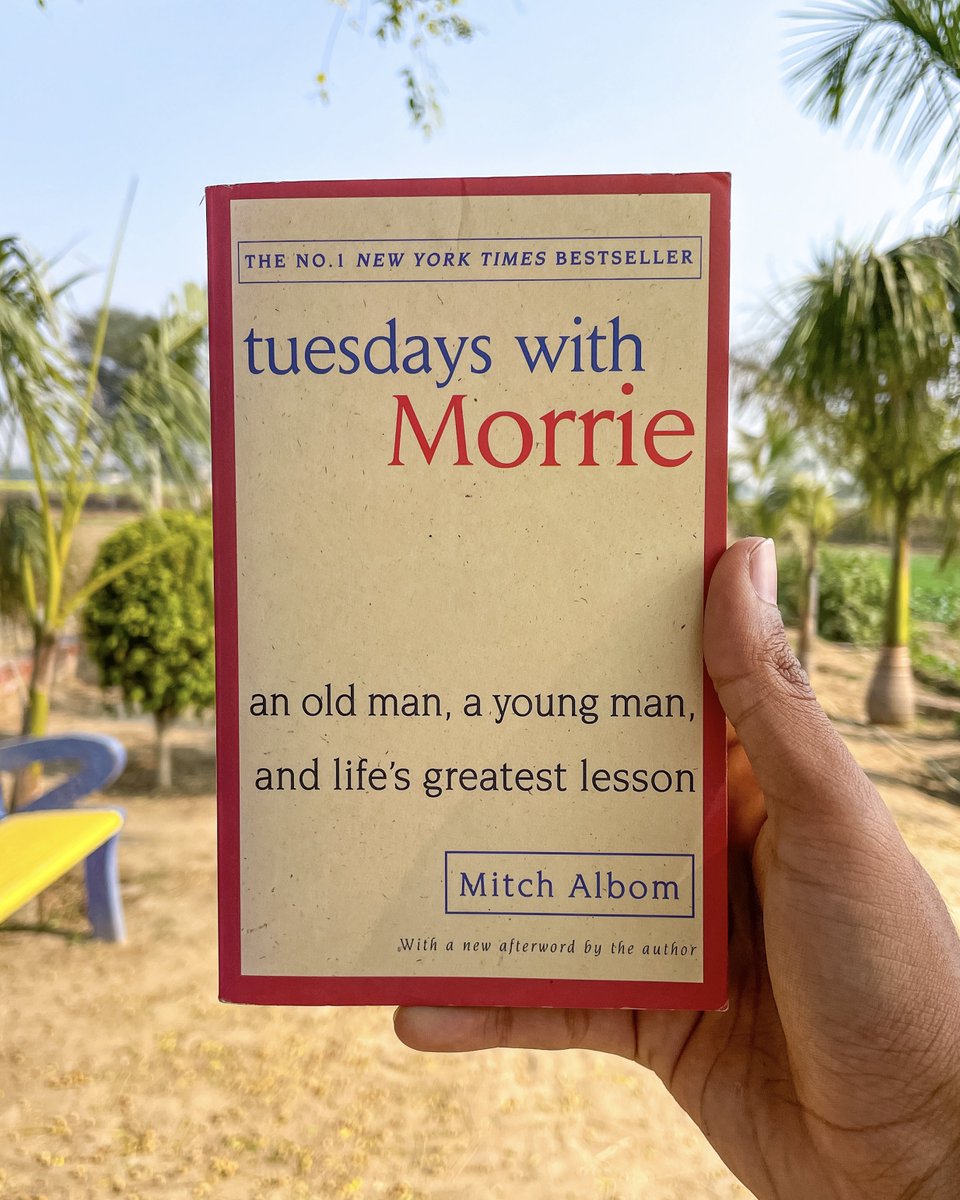 THE NO.1 NEW YORK TIMES BESTSELLER
tuesdays with
Morrie
an old man, a young man,
and life’s greatest lesson
Mitch Albom
With a new afterword by the author